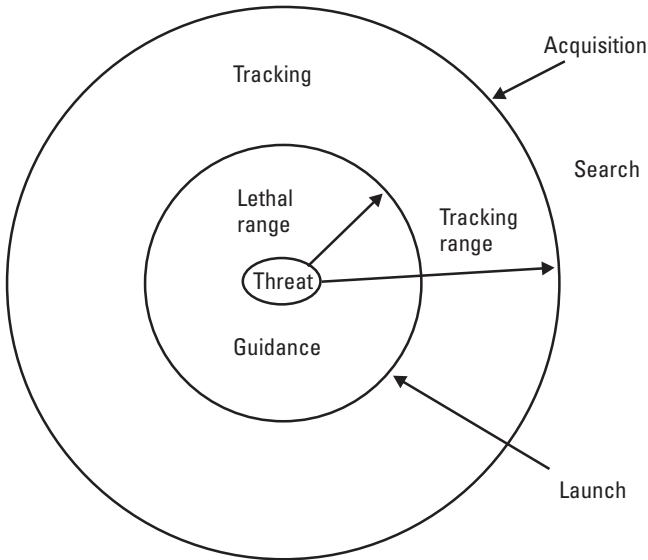 Acquisition
Tracking
Search
Lethal
range
Tracking
range
Threat
Guidance
Launch